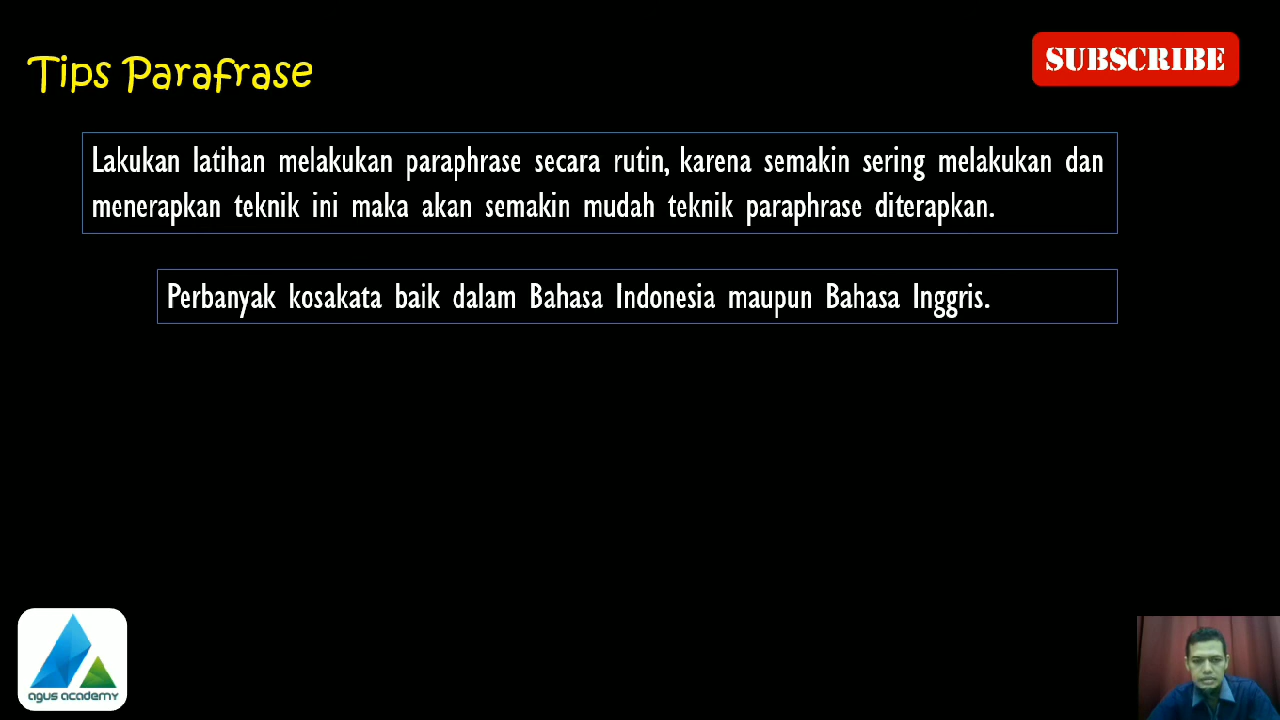 Tips Parafrase
SUBSCRIBE
Lakukan latihan melakukan paraphrase secara rutin, karena semakin sering melakukan dan
menerapkan teknik ini maka akan semakin mudah teknik paraphrase diterapkan.
Perbanyak kosakata baik dalam Bahasa Indonesia maupun Bahasa Inggris.
agus academy